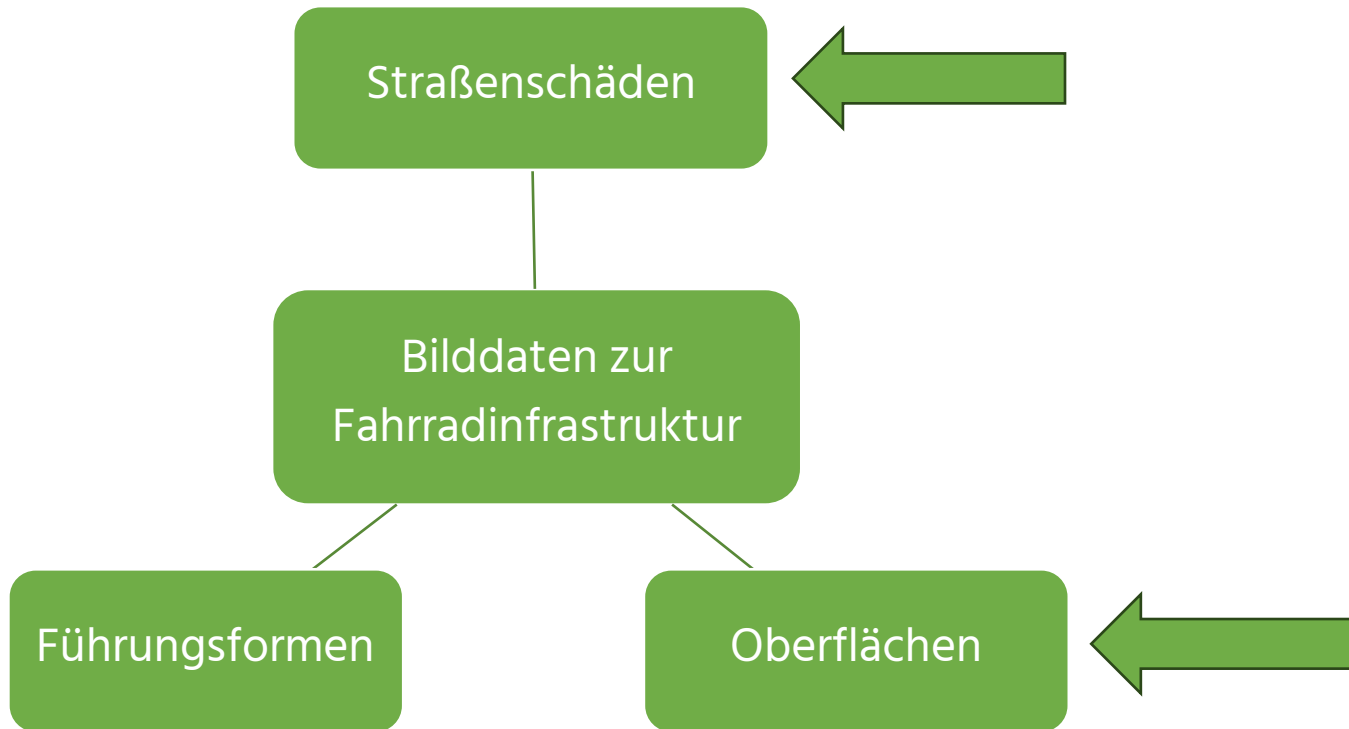 Straßenschäden
Bilddaten zur
Fahrradinfrastruktur
Führungsformen
Oberflächen